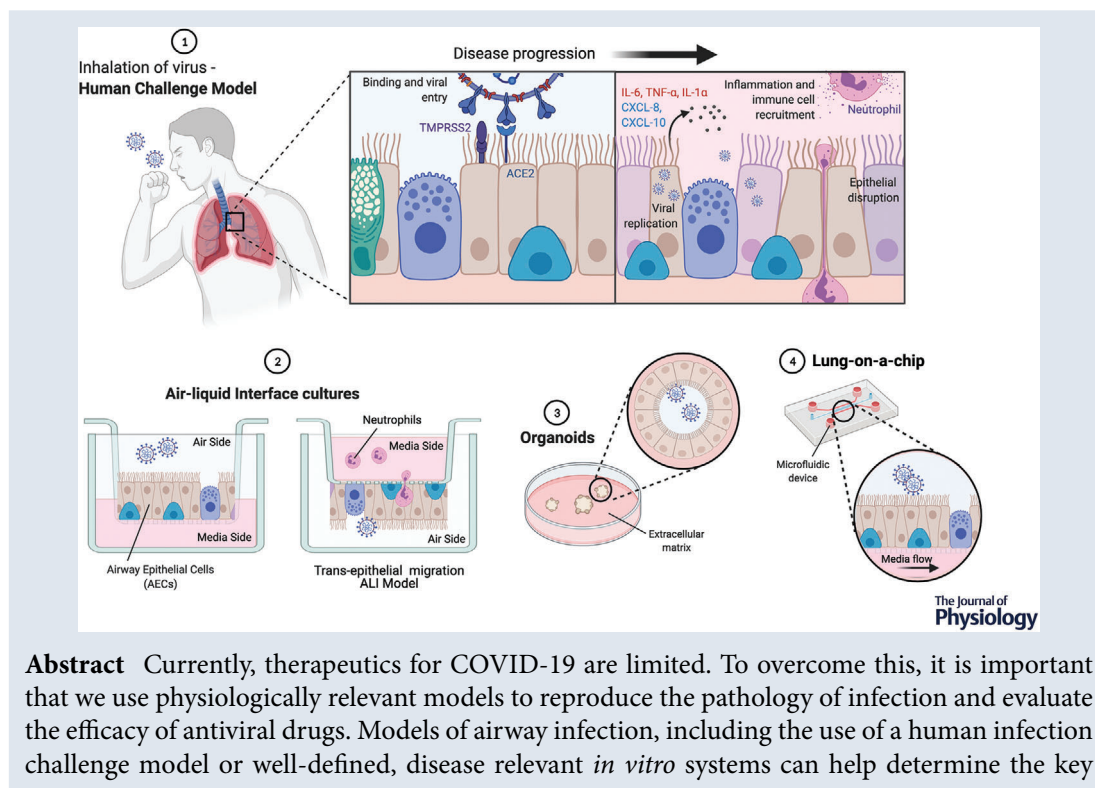 1
Inhalation of virus -
Human Challenge Model
Disease progression
Binding and viral
entry
TMPRSS2
ACE2
IL-6, TNF-α, IL-1α
CXCL-8,
CXCL-10
Inflammation and
immune cell
recruitment
Neutrophil
Viral
replication
Epithelial
disruption
2
Air-liquid Interface cultures
Air Side
Media Side
Airway Epithelial Cells
(AECs)
Neutrophils
Media Side
Air Side
Trans-epithelial migration
ALI Model
3
Organoids
Extracellular
matrix
4 Lung-on-a-chip
Microfluidic
device
Media flow
The Journal of
Physiology
Abstract Currently, therapeutics for COVID-19 are limited. To overcome this, it is important
that we use physiologically relevant models to reproduce the pathology of infection and evaluate
the efficacy of antiviral drugs. Models of airway infection, including the use of a human infection
challenge model or well-defined, disease relevant in vitro systems can help determine the key